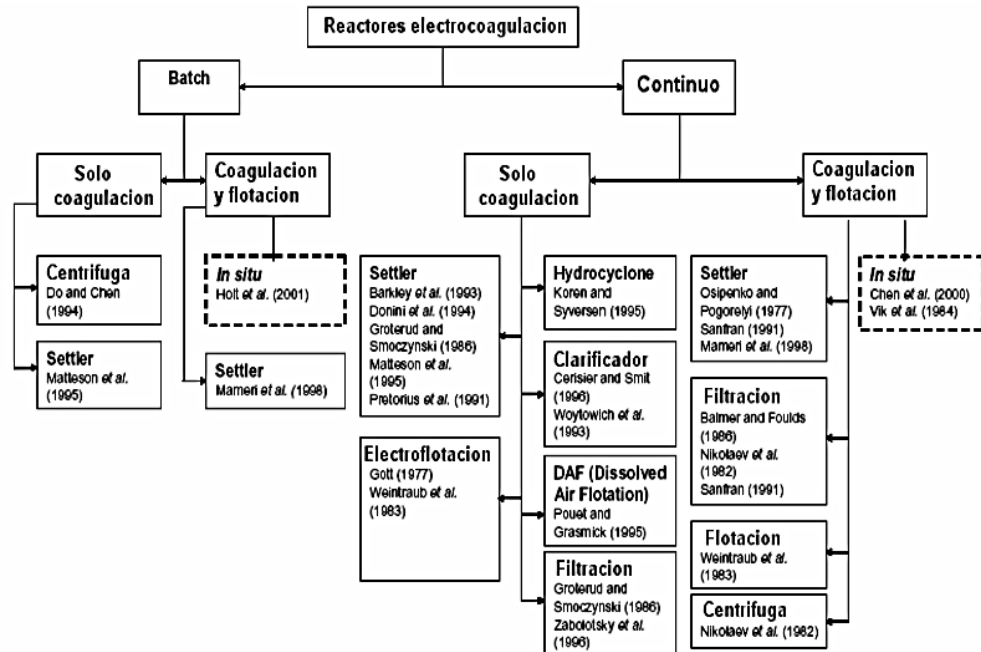 Reactores electrocoagulacion
Batch
Continuo
Solo
coagulacion
Coagulacion
y flotacion
Solo
coagulacion
Coagulacion
y flotacion
Centrifuga
Do and Chen
(1994)
Settler
Matteson et al.
(1995)
In situ
Holt et al. (2001)
Settler
Mameri et al. (1998)
Settler
Barkley et al. (1993)
Donini et al. (1994)
Groterud and
Smoczynski (1986)
Matteson et al.
(1995)
Pretorius et al. (1991)
Electroflotacion
Gott (1977)
Weintraub et al.
(1983)
Hydrocyclone
Koren and
Syversen (1995)
Clarificador
Cerisier and Smit
(1996)
Woytowich et al.
(1993)
DAF (Dissolved
Air Flotation)
Pouet and
Grasmick (1995)
Filtracion
Groterud and
Smoczynski (1986)
Zabolotsky et al.
(1996)
Settler
Osipenko and
Pogorelyi (1977)
Sanfran (1991)
Mameri et al. (1998)
Filtracion
Balmer and Foulds
(1986)
Nikolaev et al.
(1982)
Sanfran (1991)
Flotacion
Weintraub et al.
(1983)
Centrifuga
Nikolaev et al. (1982)
In situ
Chen et al. (2000)
Vik et al. (1984)